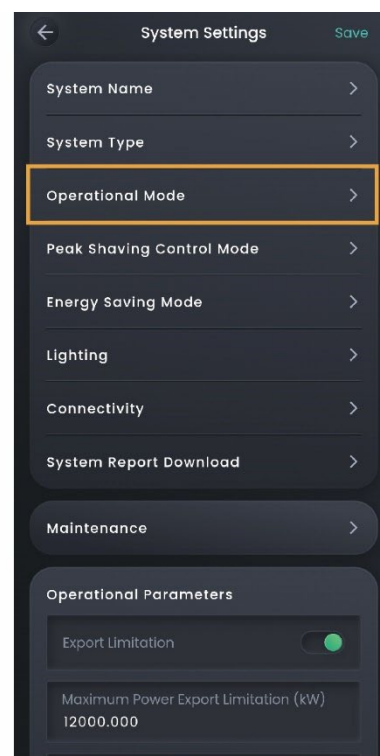 System Settings Save
System Name
System Type
Operational Mode
Peak Shaving Control Mode
Energy Saving Mode
Lighting
Connectivity
System Report Download
Maintenance
Operational Parameters
Export Limitation
Maximum Power Export Limitation (kW)
12000.000